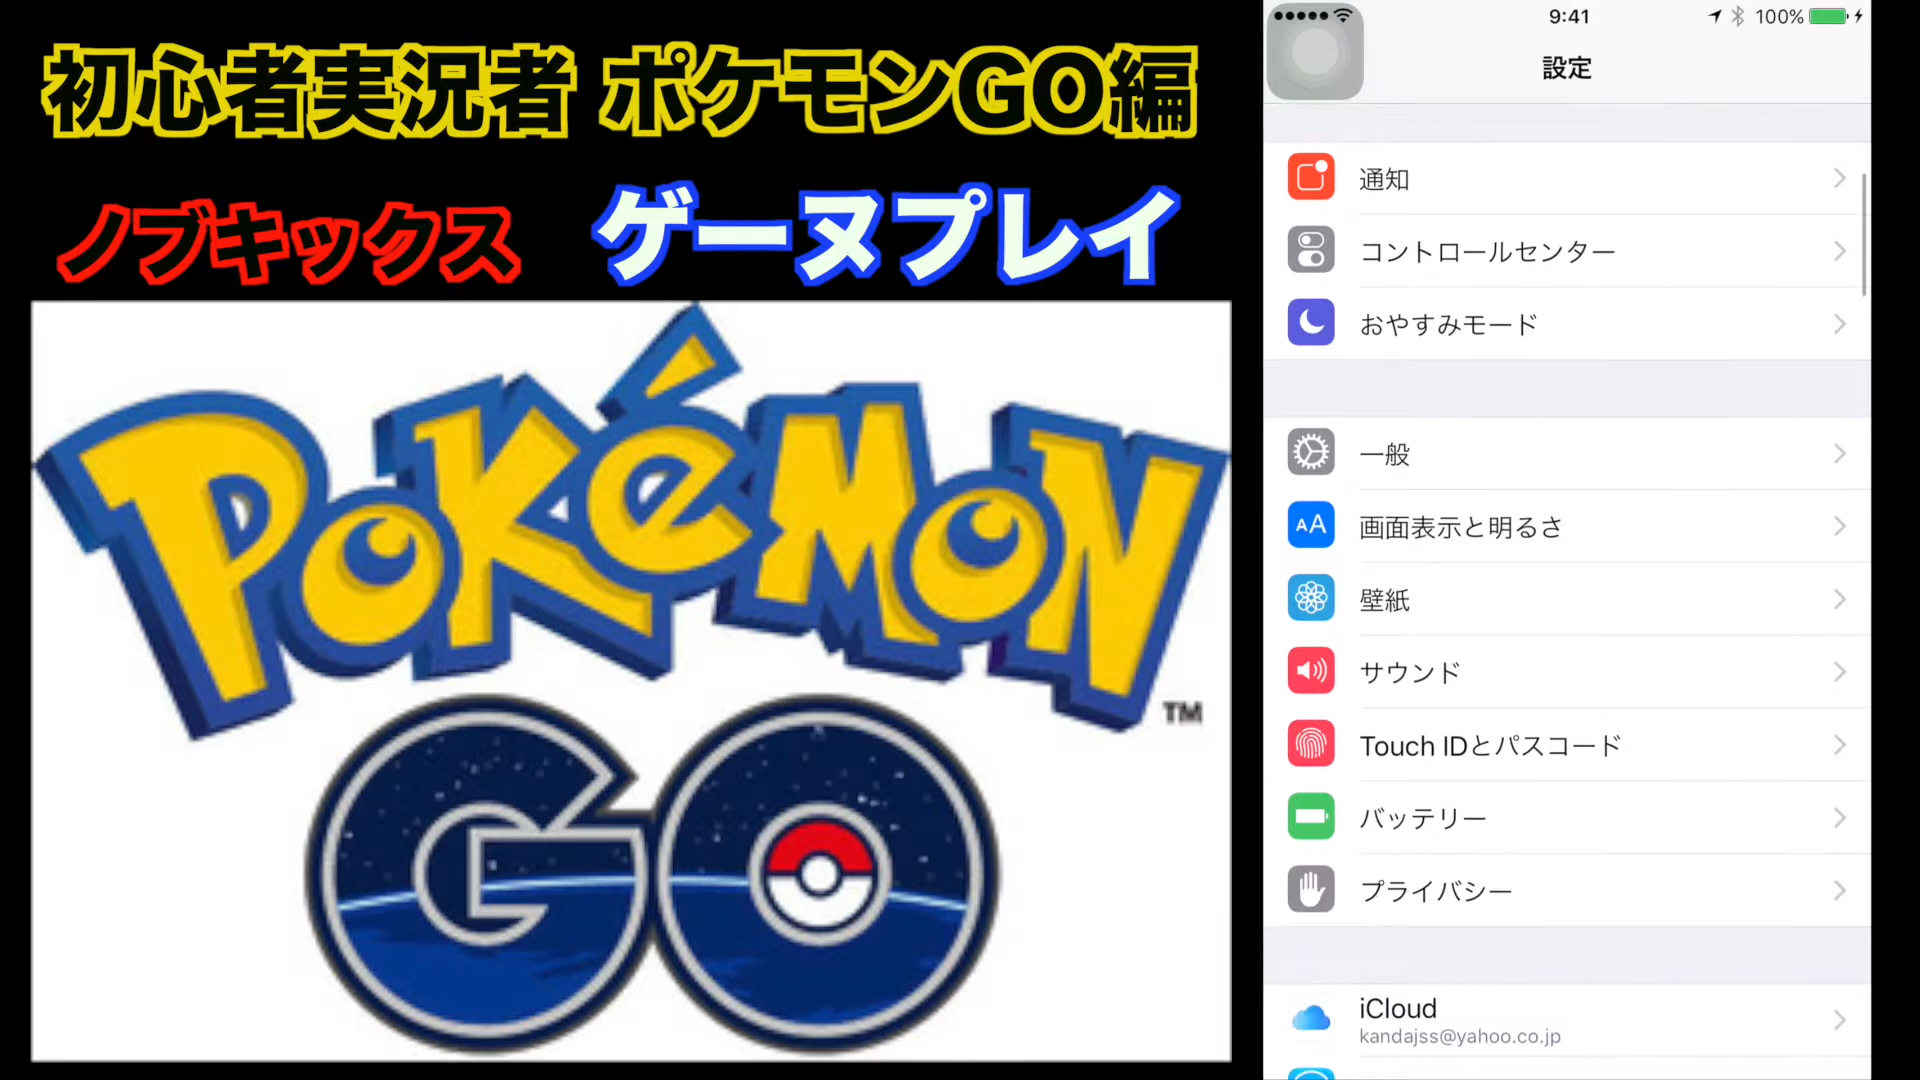 初心者実況者 ポケモンGO編
ノブキックス ゲーヌプレイ
POKéMON
TM
GO
9:41
100%
設定
通知
コントロールセンター
おやすみモード
一般
AA
画面表示と明るさ
壁紙
サウンド
Touch IDとパスコード
バッテリー
プライバシー
iCloud
kandajss@yahoo.co.jp